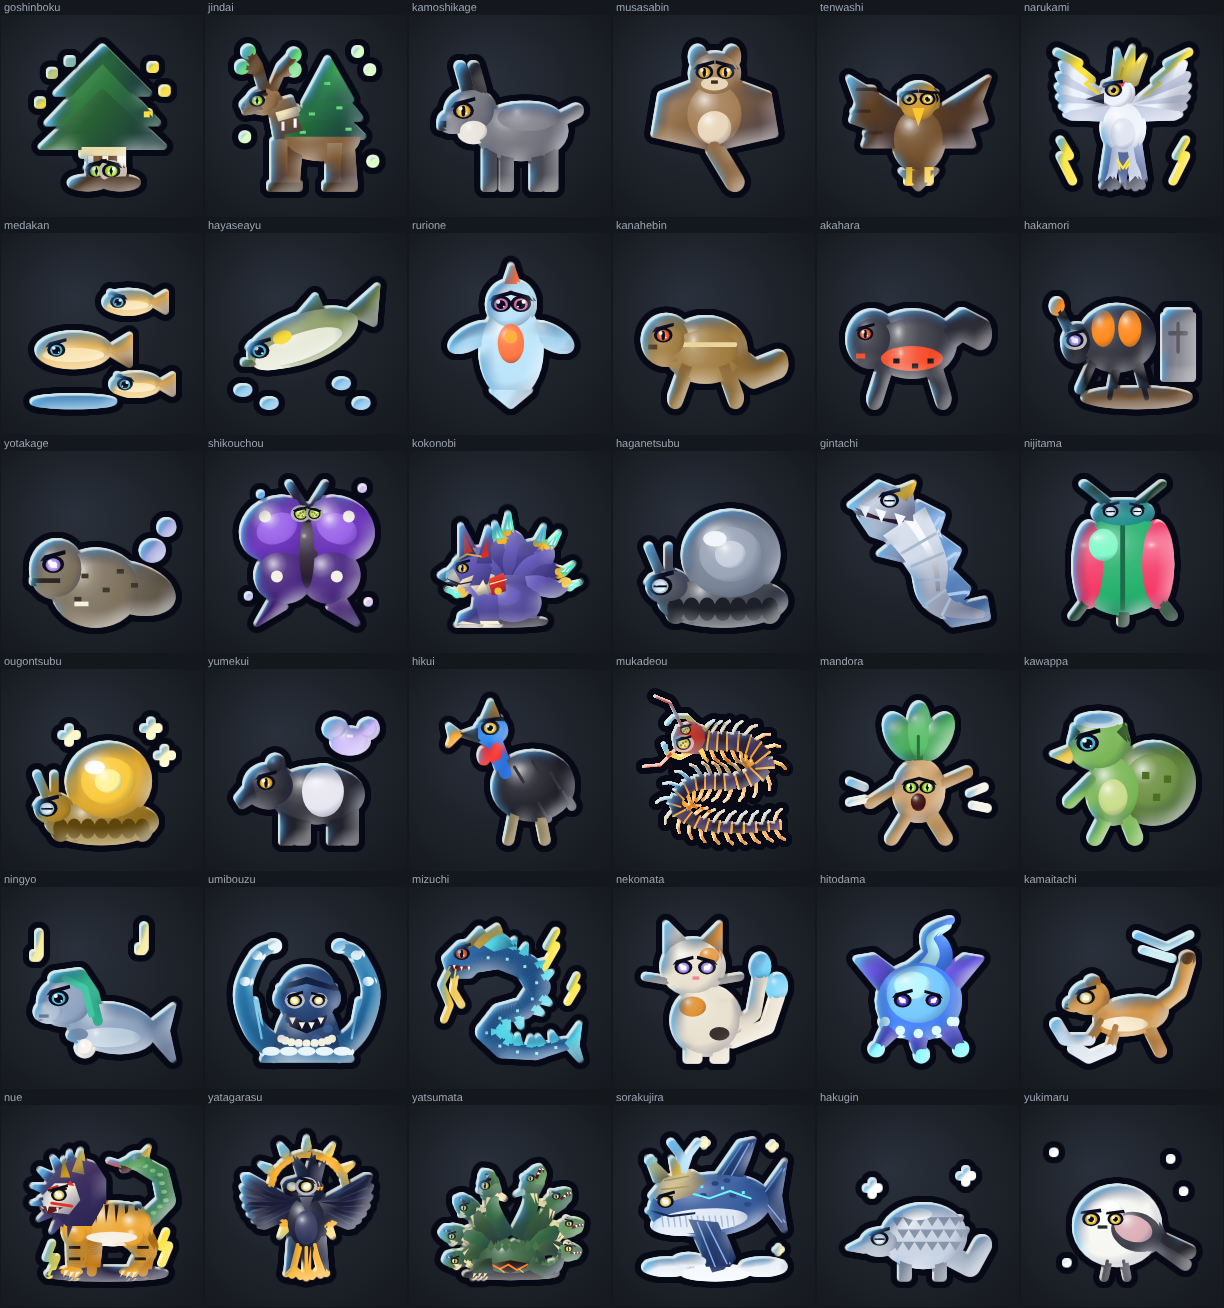 goshinboku
jindai
kamoshikage
musasabin
tenwashi
narukami
medakan
hayaseayu
rurione
kanahebin
akahara
hakamori
yotakage
shikouchou
kokonobi
haganetsubu
gintachi
nijitama
ougontsubu
yumekui
hikui
mukadeou
mandora
kawappa
ningyo
umibouzu
mizuchi
nekomata
hitodama
kamaitachi
nue
yatagarasu
yatsumata
sorakujira
hakugin
yukimaru